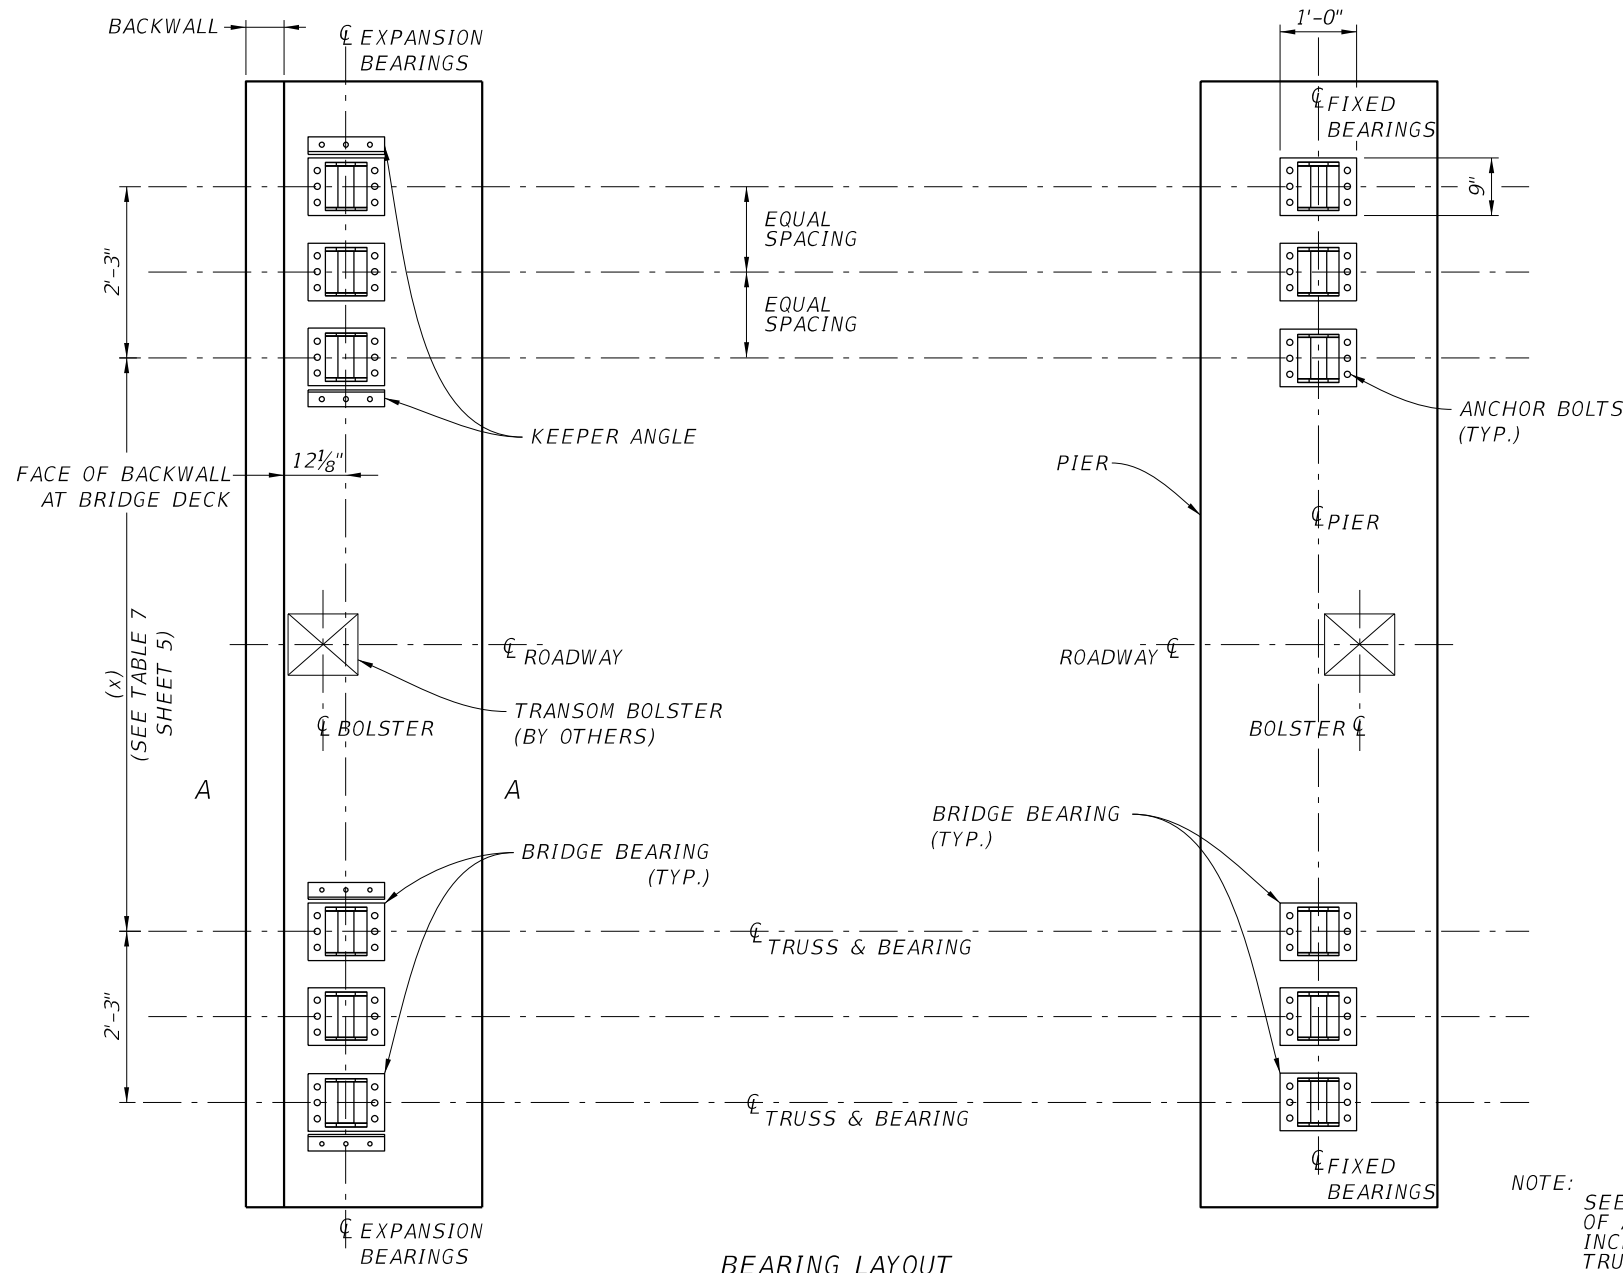 BACKWALL
℄ EXPANSION
BEARINGS
1'-0"
℄ FIXED
BEARINGS
9"
EQUAL
SPACING
2'-3"
EQUAL
SPACING
ANCHOR BOLTS
(TYP.)
KEEPER ANGLE
12⅛"
FACE OF BACKWALL
AT BRIDGE DECK
PIER
℄ PIER
℄ ROADWAY
ROADWAY ℄
(x)
(SEE TABLE 7
SHEET 5)
TRANSOM BOLSTER
(BY OTHERS)
℄ BOLSTER
BOLSTER ℄
A
A
BRIDGE BEARING
(TYP.)
BRIDGE BEARING
(TYP.)
℄ TRUSS & BEARING
2'-3"
℄ TRUSS & BEARING
℄ FIXED
BEARINGS
NOTE:
SEE
OF
℄ EXPANSION
BEARINGS
BEARING LAYOUT